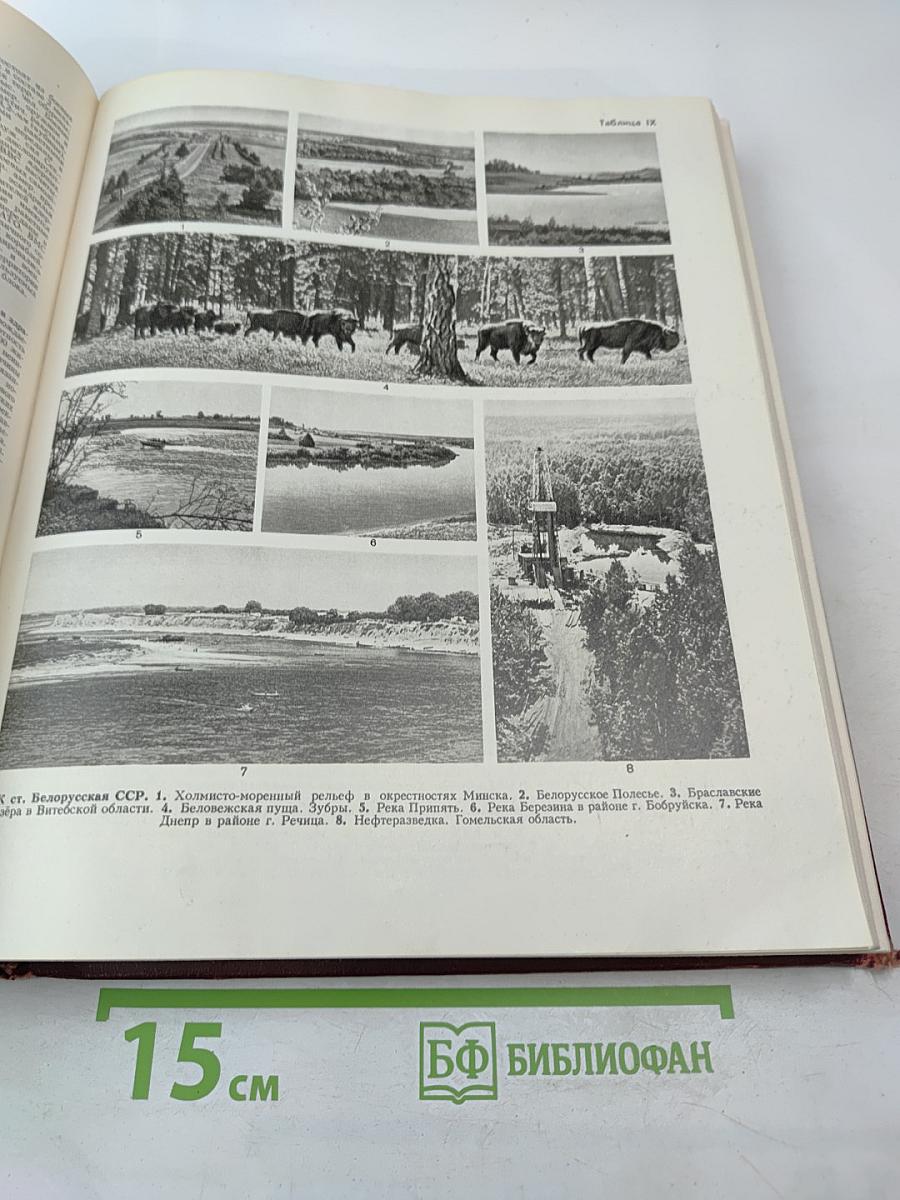 Таблица IX
1
2
3
4
5
6
7
8
К ст. Белорусская ССР. 1. Холмисто-моренный рельеф в окрестностях Минска. 2. Белорусское Полесье. 3. Браславские
озёра в Витебской области. 4. Беловежская пуща. Зубры. 5. Река Припять. 6. Река Березина в районе г. Бобруйска. 7. Река
Днепр в районе г. Речица. 8. Нефтеразведка. Гомельская область.
15 см
БФ БИБЛИОФАН